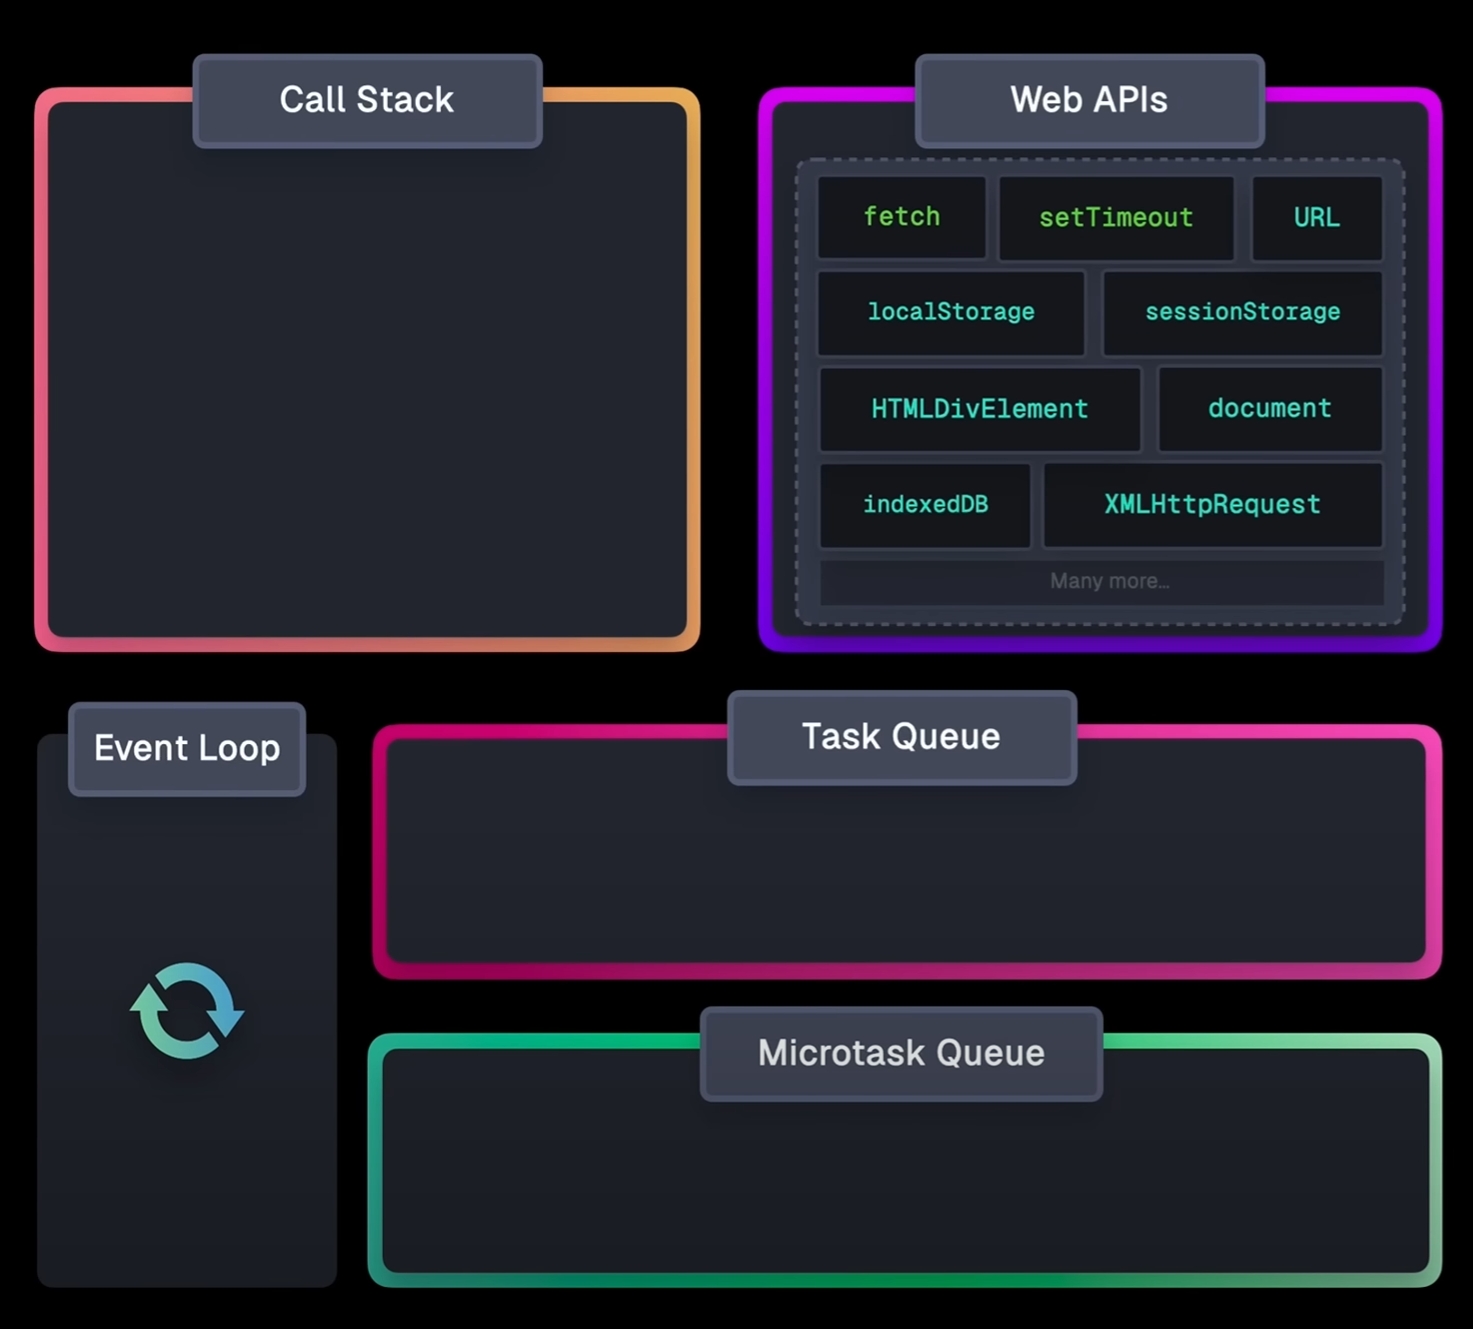 Call Stack
Web APIs
fetch
setTimeout
URL
localStorage
sessionStorage
HTMLDivElement
document
indexedDB
XMLHttpRequest
Many more...
Event Loop
Task Queue
Microtask Queue